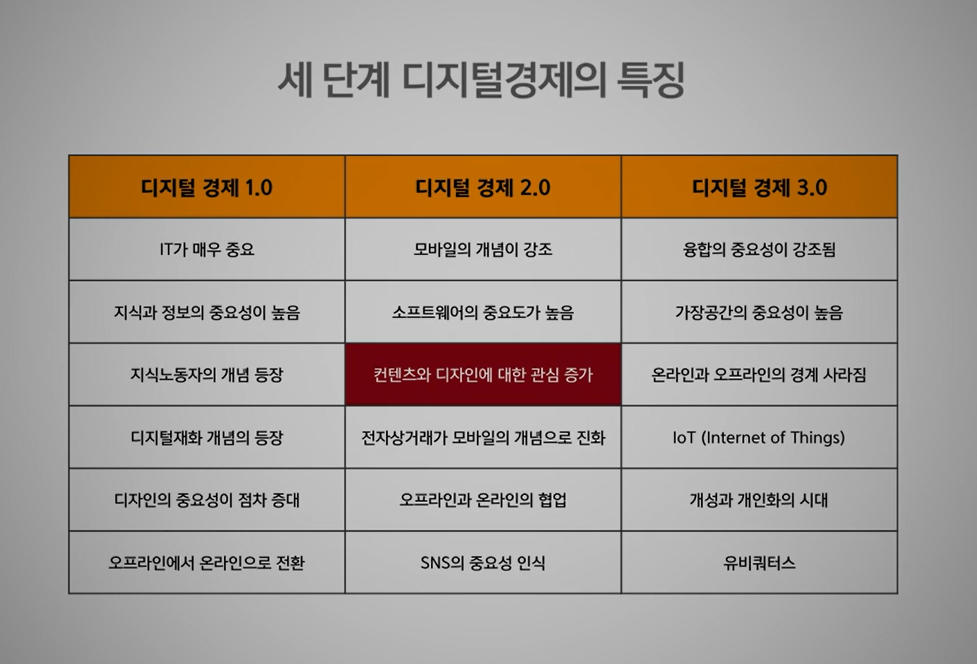 세 단계 디지털경제의 특징
디지털 경제 1.0
디지털 경제 2.0
디지털 경제 3.0
IT가 매우 중요
모바일의 개념이 강조
융합의 중요성이 강조됨
지식과 정보의 중요성이 높음
소프트웨어의 중요도가 높음
가장공간의 중요성이 높음
지식노동자의 개념 등장
컨텐츠와 디자인에 대한 관심 증가
온라인과 오프라인의 경계 사라짐
디지털재화 개념의 등장
전자상거래가 모바일의 개념으로 진화
IoT (Internet of Things)
디자인의 중요성이 점차 증대
오프라인과 온라인의 협업
개성과 개인화의 시대
오프라인에서 온라인으로 전환
SNS의 중요성 인식
유비쿼터스